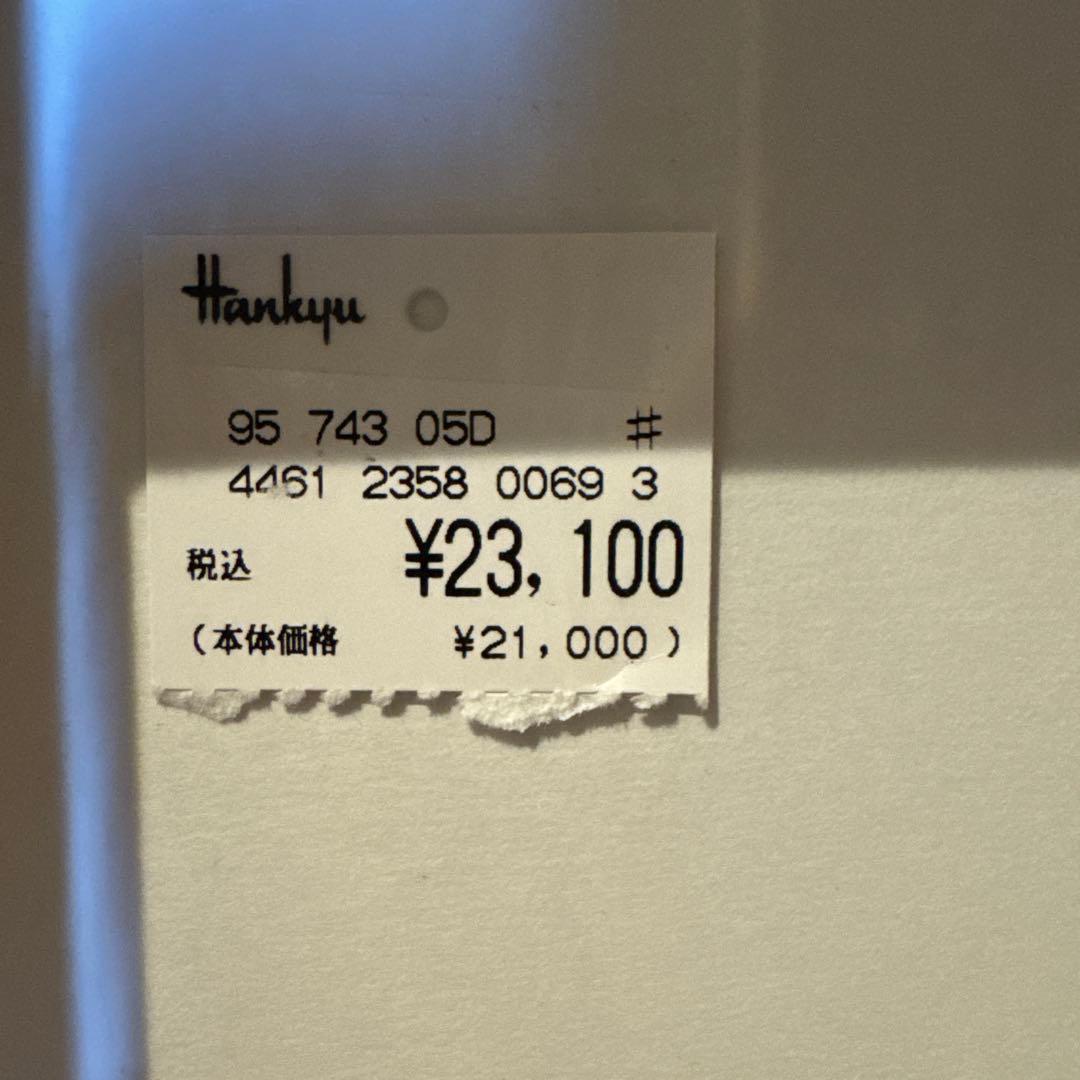 Hankyu
95 743 05D #
4461 2358 0069 3
税込 ¥23,100
(本体価格 ¥21,000)